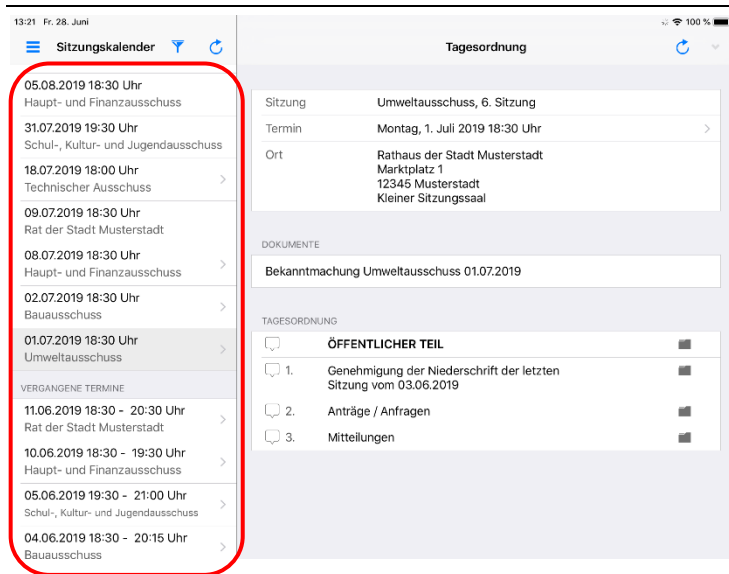 13:21 Fr. 28. Juni
100 %
Sitzungskalender
Tagesordnung
05.08.2019 18:30 Uhr
Haupt- und Finanzausschuss
31.07.2019 19:30 Uhr
Schul-, Kultur- und Jugendausschuss
18.07.2019 18:00 Uhr
Technischer Ausschuss
09.07.2019 18:30 Uhr
Rat der Stadt Musterstadt
08.07.2019 18:30 Uhr
Haupt- und Finanzausschuss
02.07.2019 18:30 Uhr
Bauausschuss
01.07.2019 18:30 Uhr
Umweltausschuss
VERGANGENE TERMINE
11.06.2019 18:30 - 20:30 Uhr
Rat der Stadt Musterstadt
10.06.2019 18:30 - 19:30 Uhr
Haupt- und Finanzausschuss
05.06.2019 19:30 - 21:00 Uhr
Schul-, Kultur- und Jugendausschuss
04.06.2019 18:30 - 20:15 Uhr
Bauausschuss
Sitzung Umweltausschuss, 6. Sitzung
Termin Montag, 1. Juli 2019 18:30 Uhr
Ort Rathaus der Stadt Musterstadt
Marktplatz 1
12345 Musterstadt
Kleiner Sitzungssaal
DOKUMENTE
Bekanntmachung Umweltausschuss 01.07.2019
TAGESORDNUNG
ÖFFENTLICHER TEIL
1. Genehmigung der Niederschrift der letzten
Sitzung vom 03.06.2019
2. Anträge / Anfragen
3. Mitteilungen